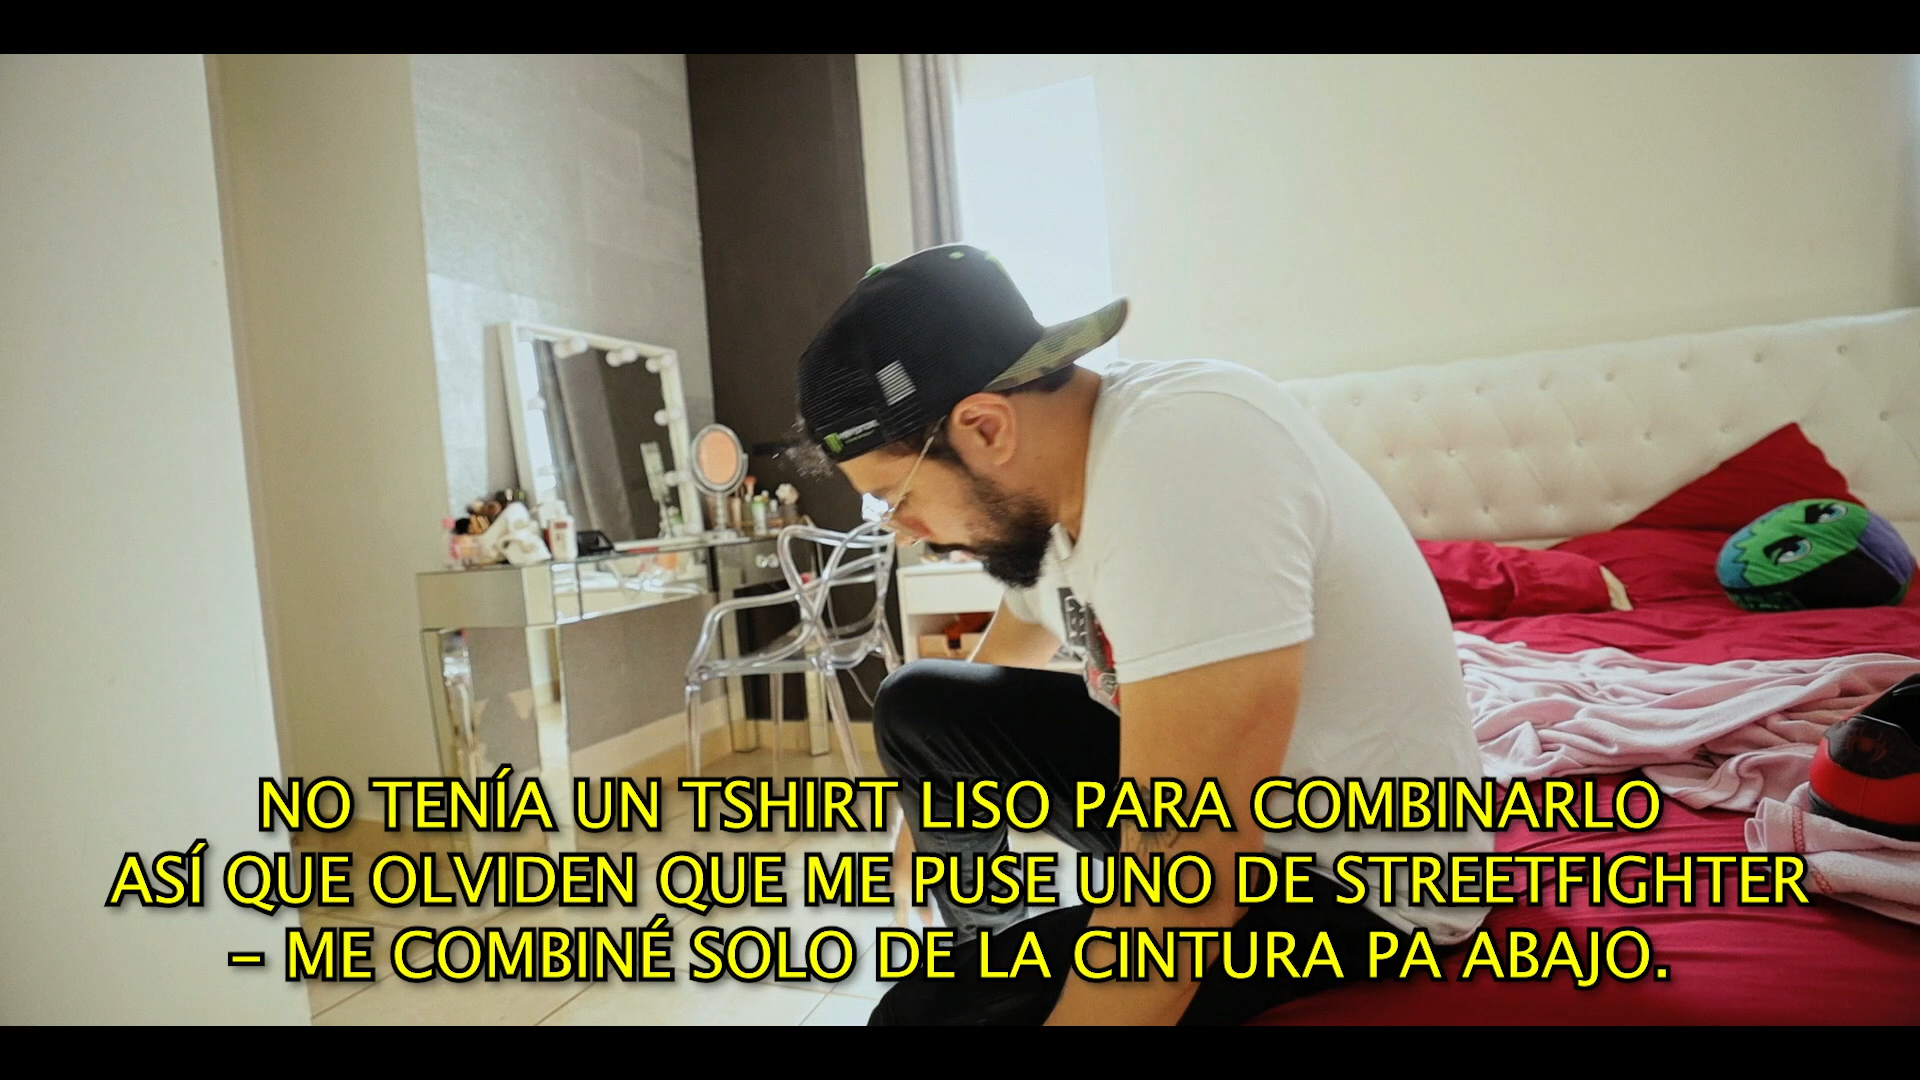 NO TENÍA UN TSHIRT LISO PARA COMBINARLO
ASÍ QUE OLVIDEN QUE ME PUSE UNO DE STREETFIGHTER
– ME COMBINÉ SOLO DE LA CINTURA PA ABAJO.